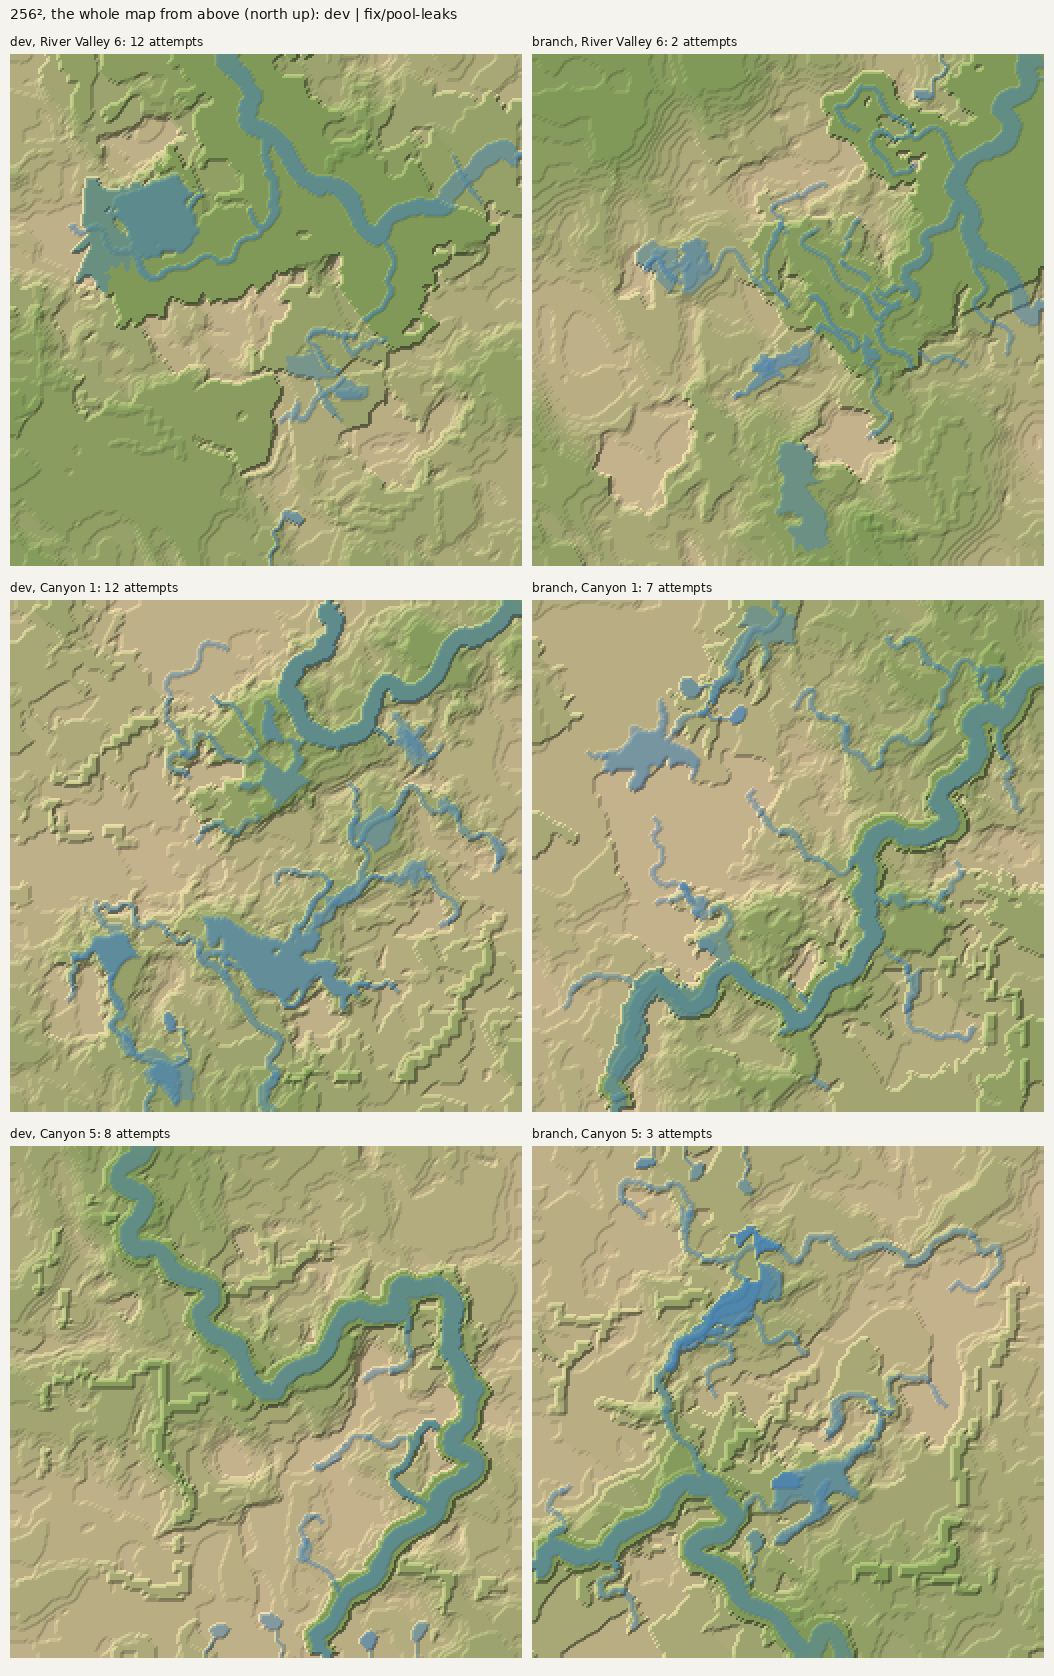 256², the whole map from above (north up): dev | fix/pool-leaks
dev, River Valley 6: 12 attempts
branch, River Valley 6: 2 attempts
dev, Canyon 1: 12 attempts
branch, Canyon 1: 7 attempts
dev, Canyon 5: 8 attempts
branch, Canyon 5: 3 attempts